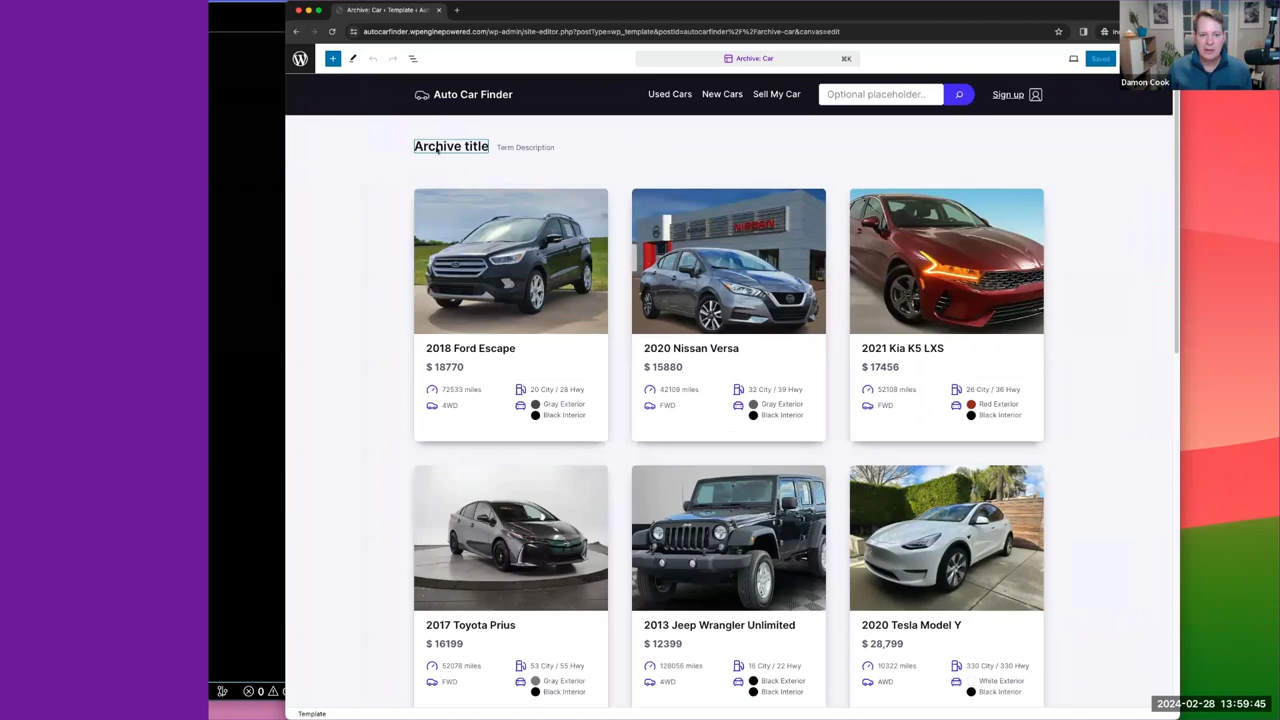 Archive: Car ‹ Template ‹ Aut
autocarfinder.wpenginepowered.com/wp-admin/site-editor.php?postType=wp_template&postId=autocarfinder%2F%2Farchive-car&canvas=edit
Archive: Car
⌘K
Saved
Damon Cook
Auto Car Finder
Used Cars
New Cars
Sell My Car
Optional placeholder..
Sign up
Archive title
Term Description
NISSAN
2018 Ford Escape
$ 18770
72533 miles
20 City / 28 Hwy
4WD
Gray Exterior
Black Interior
2020 Nissan Versa
$ 15880
42109 miles
32 City / 39 Hwy
FWD
Gray Exterior
Black Interior
2021 Kia K5 LXS
$ 17456
52108 miles
26 City / 36 Hwy
FWD
Red Exterior
Black Interior
2017 Toyota Prius
$ 16199
52078 miles
53 City / 55 Hwy
FWD
Gray Exterior
Black Interior
2013 Jeep Wrangler Unlimited
$ 12399
128056 miles
16 City / 22 Hwy
4WD
Black Exterior
Black Interior
2020 Tesla Model Y
$ 28,799
10322 miles
330 City / 330 Hwy
AWD
White Exterior
Black Interior
0
Template
2024-02-28 13:59:45